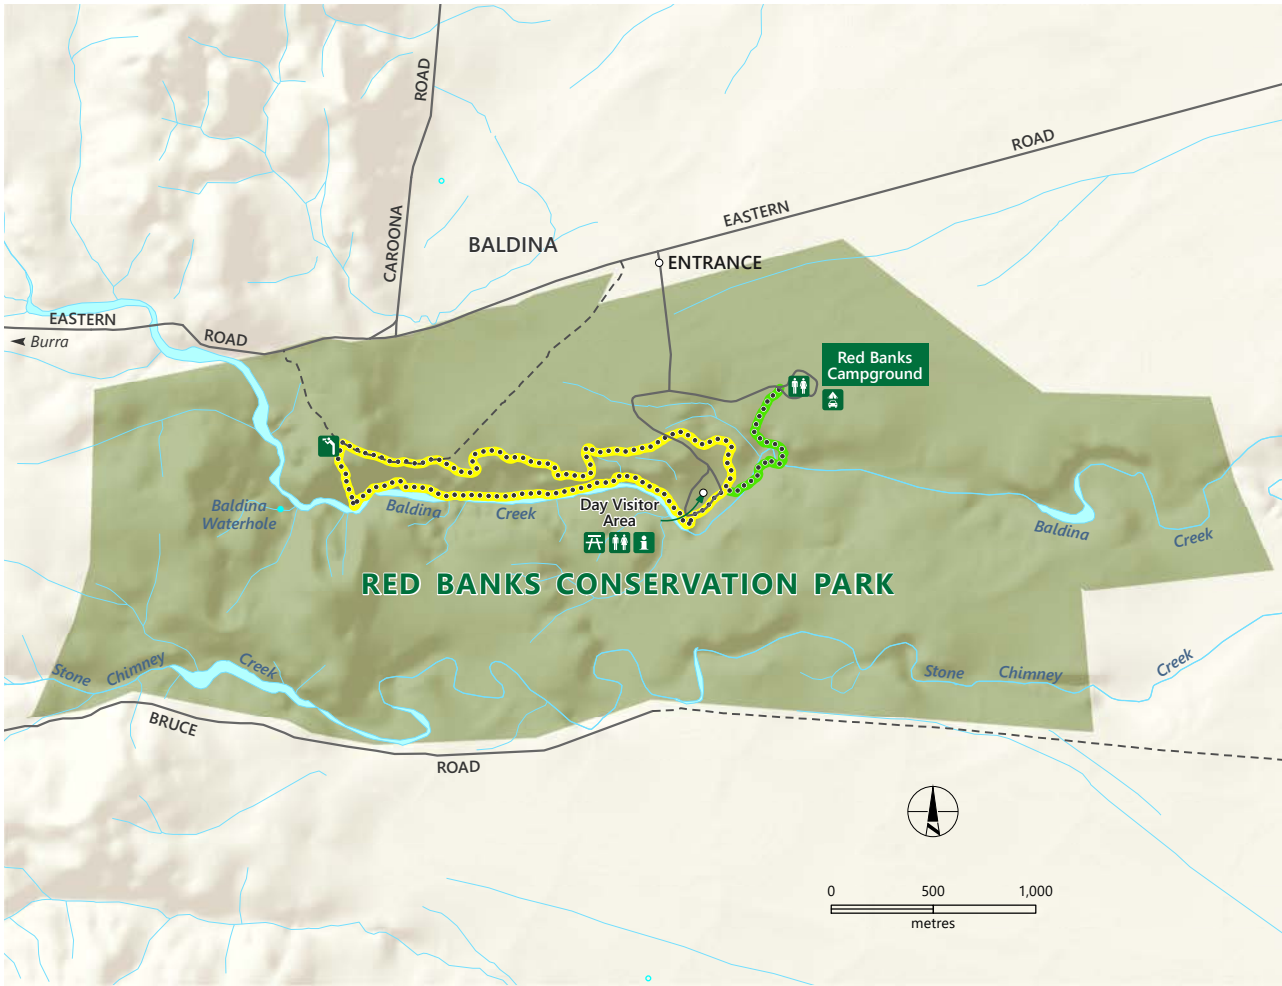 ROAD
ROAD
EASTERN
CAROONA
BALDINA
ENTRANCE
EASTERN
ROAD
Burra
Red Banks
Campground
Baldina
Waterhole
Baldina
Creek
Day Visitor
Area
Baldina
Creek
RED BANKS CONSERVATION PARK
Stone
Chimney
Creek
Stone
Chimney
Creek
BRUCE
ROAD
N
0
500
1,000
metres